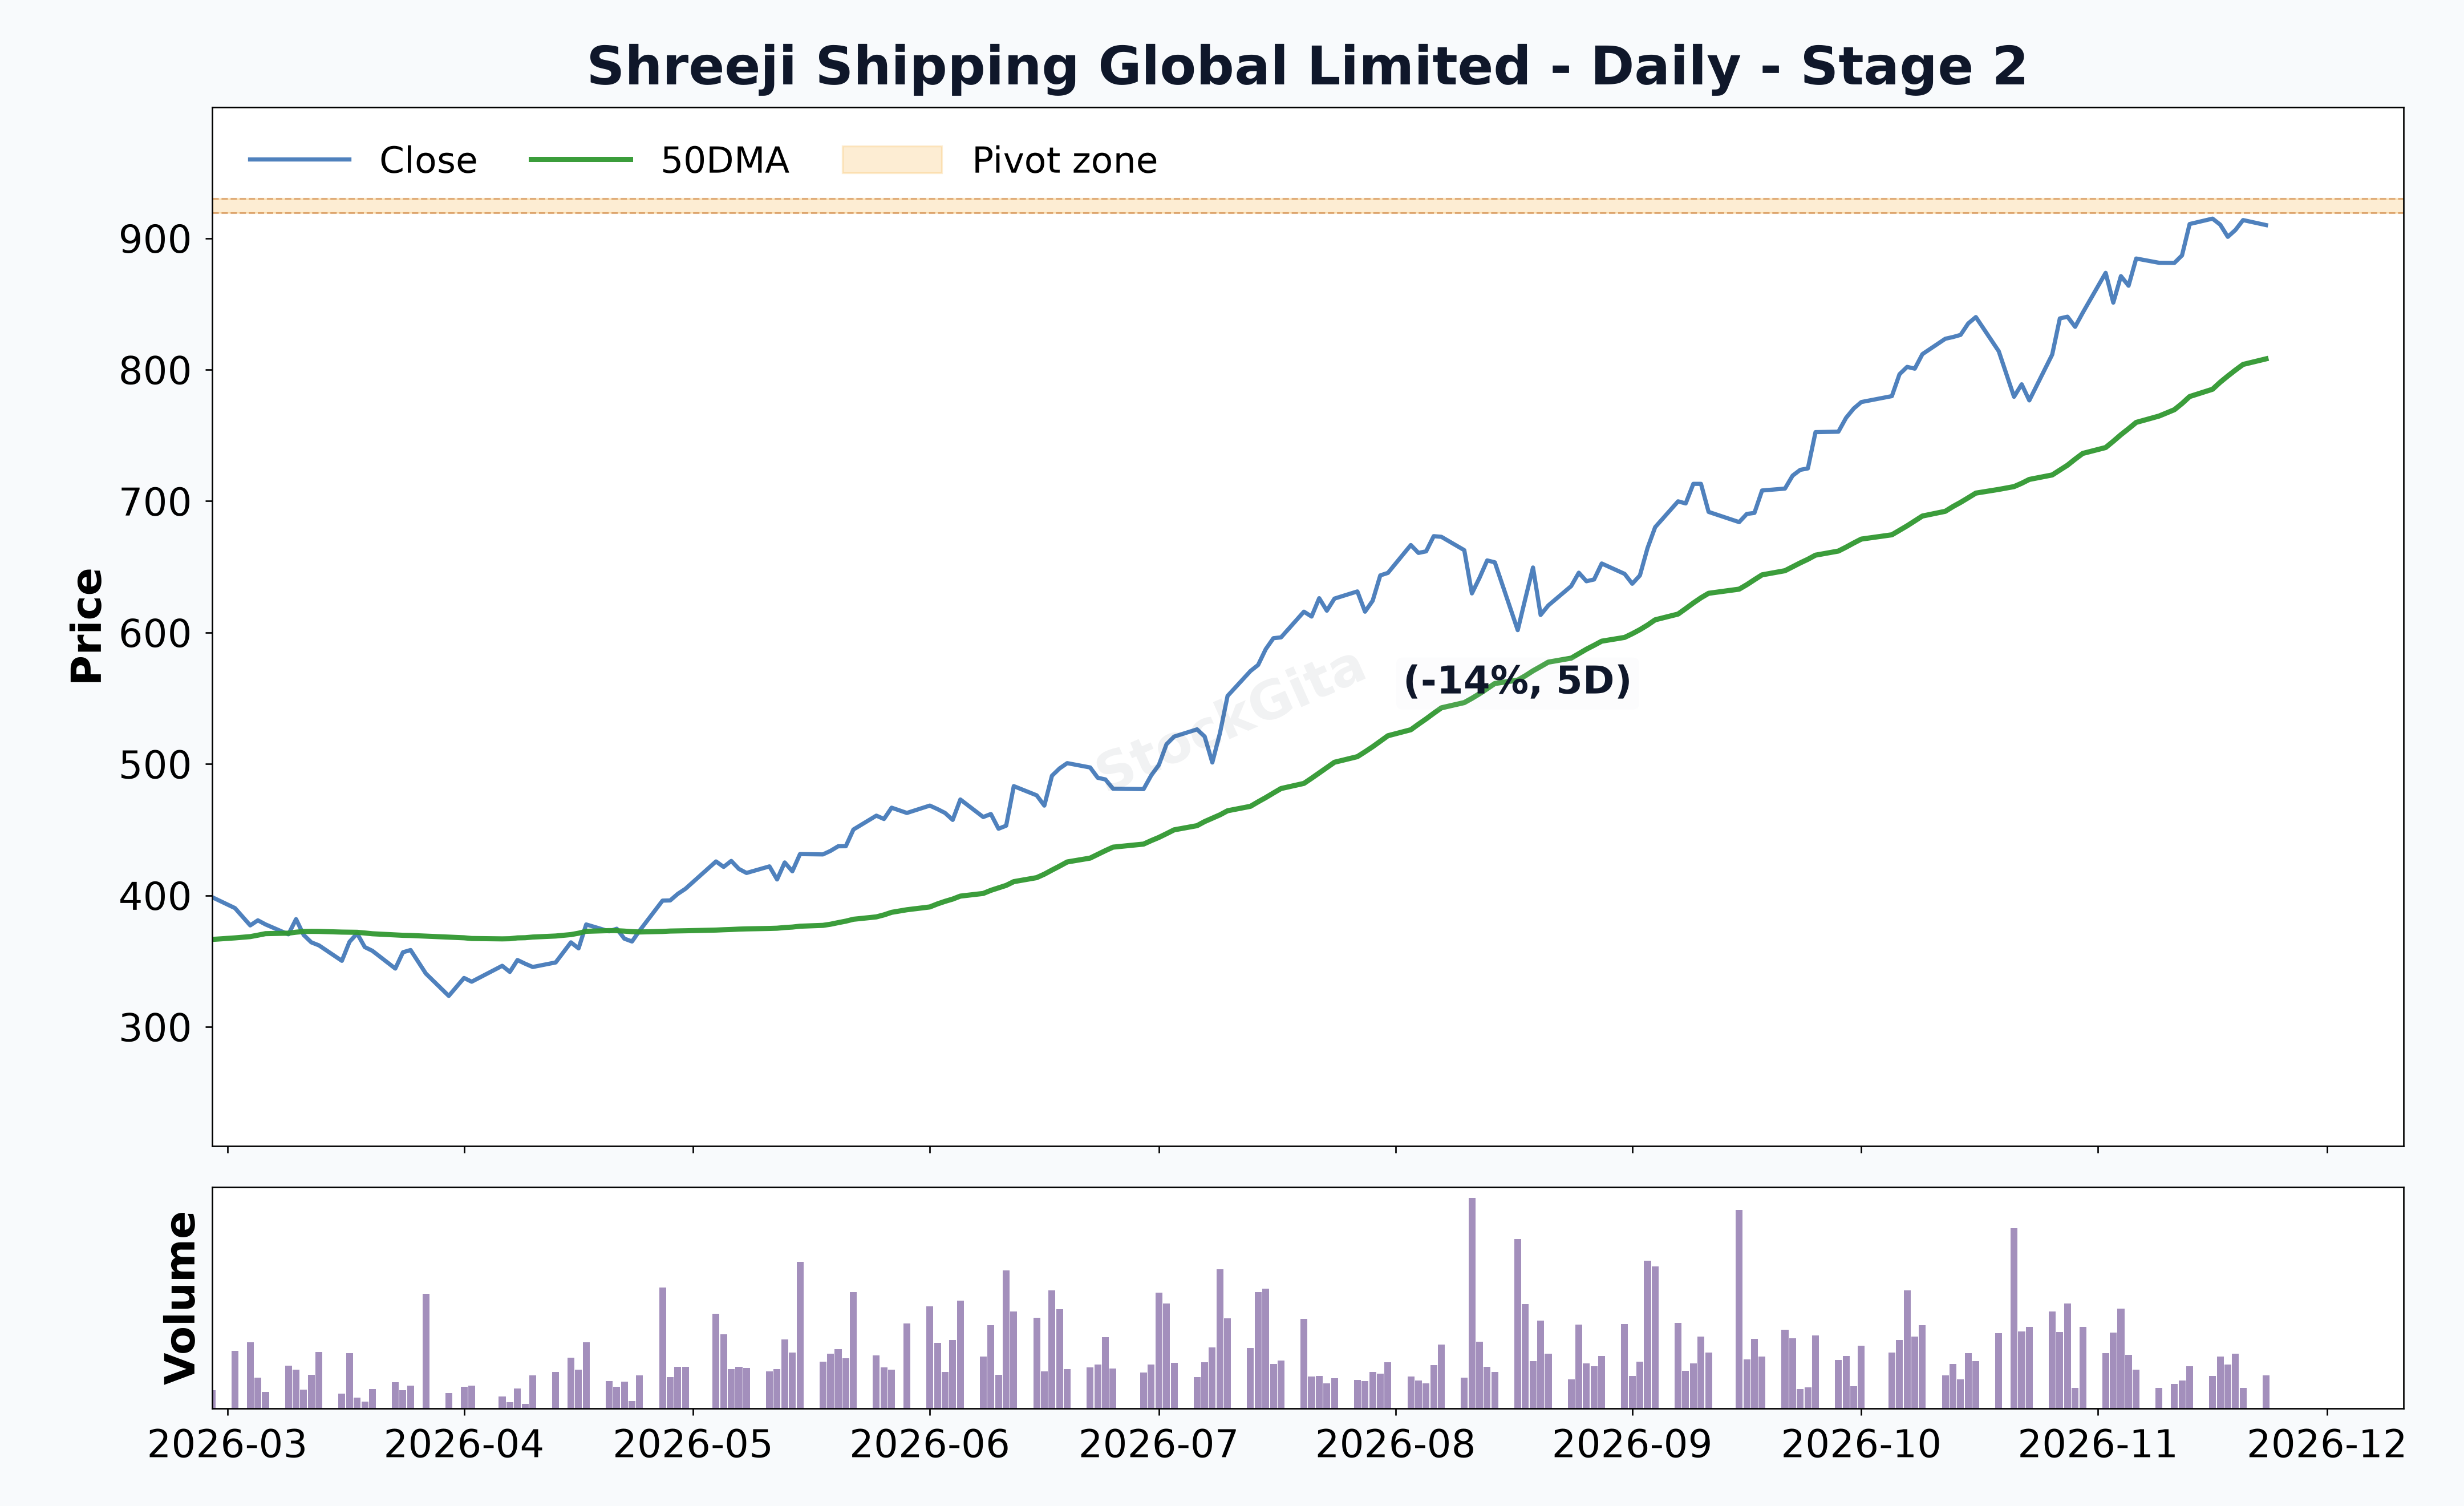 Shreeji Shipping Global Limited - Daily - Stage 2
Close 50DMA Pivot zone
900
800
700
600
500
400
300
Price
(-14%, 5D)
StockGita
Volume
2026-03 2026-04 2026-05 2026-06 2026-07 2026-08 2026-09 2026-10 2026-11 2026-12